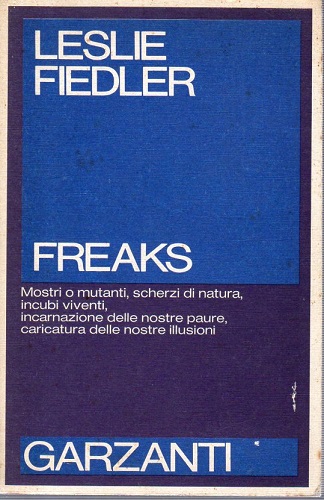 LESLIE
FIEDLER
FREAKS
Mostri o mutanti, scherzi di natura,
incubi viventi,
incarnazione delle nostre paure,
caricatura delle nostre illusioni
GARZANTI